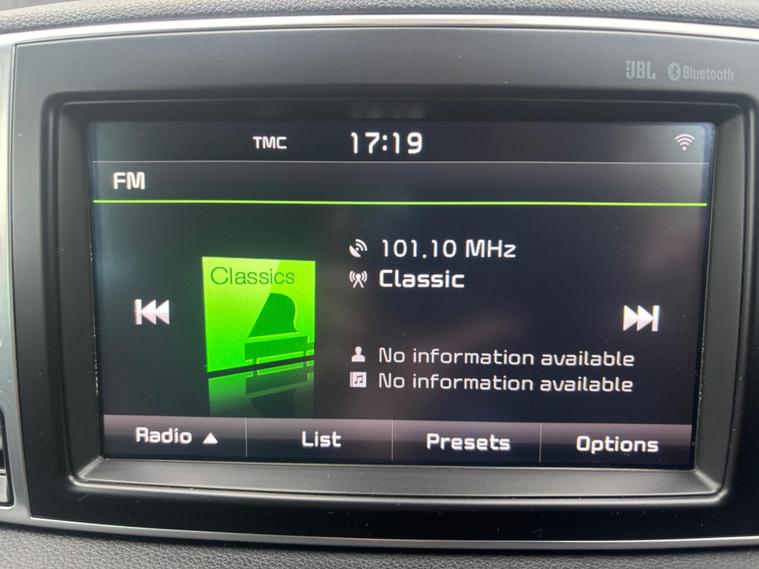 JBL Bluetooth
TMC 17:19
FM
101.10 MHz
Classics
Classic
No information available
No information available
Radio ▲ List Presets Options